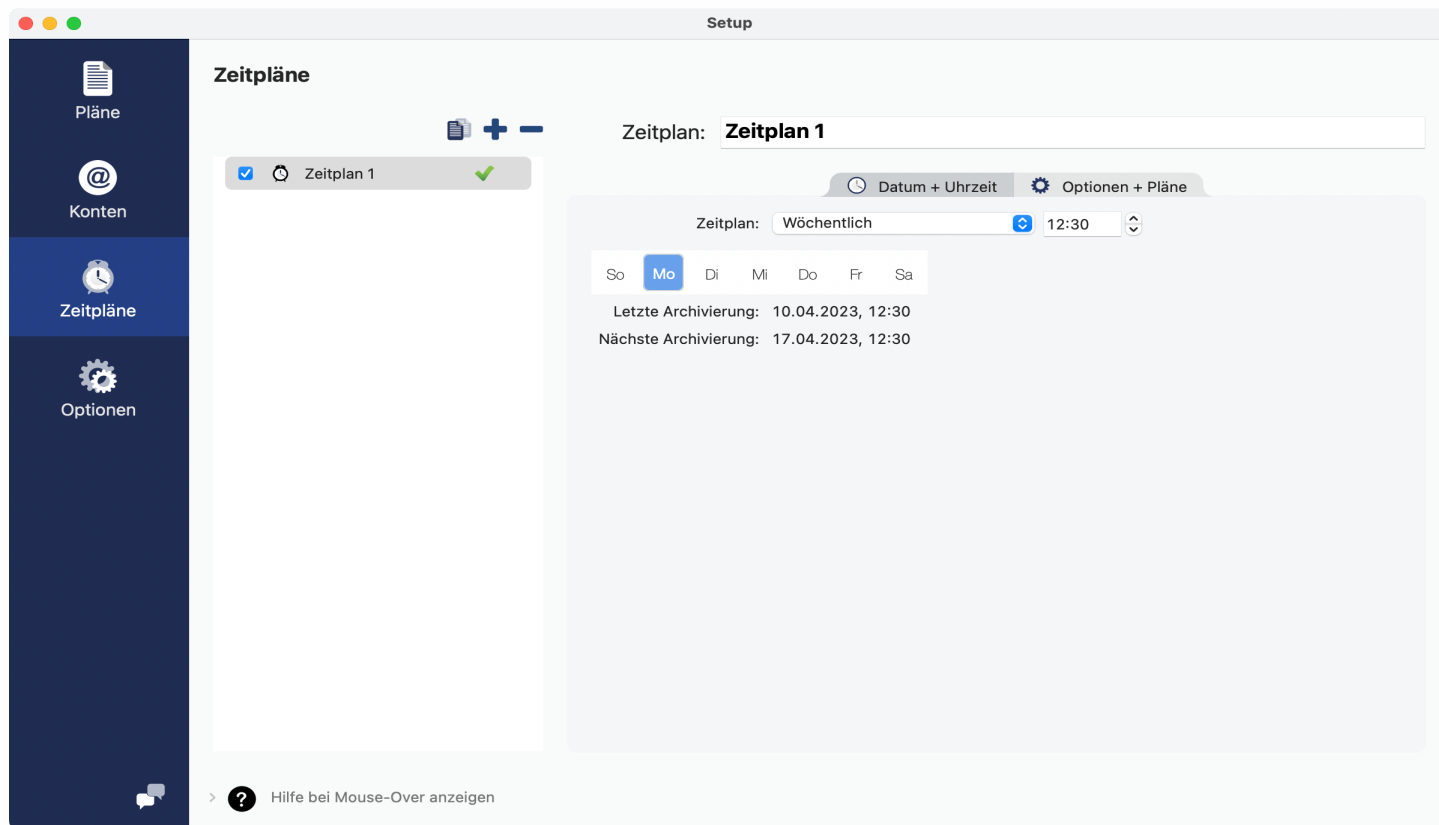 Setup
Pläne
Konten
Zeitpläne
Optionen
Zeitpläne
Zeitplan 1
Zeitplan: Zeitplan 1
Datum + Uhrzeit Optionen + Pläne
Zeitplan: Wöchentlich 12:30
So Mo Di Mi Do Fr Sa
Letzte Archivierung: 10.04.2023, 12:30
Nächste Archivierung: 17.04.2023, 12:30
? Hilfe bei Mouse-Over anzeigen